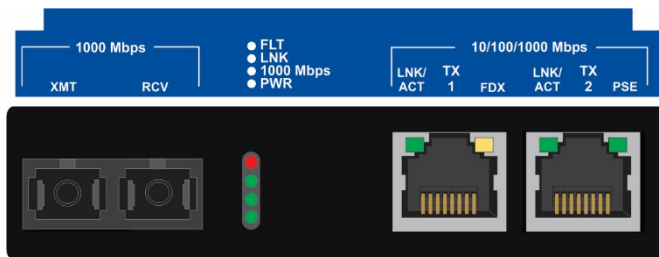 1000 Mbps
XMT RCV
FLT
LNK
1000 Mbps
PWR
10/100/1000 Mbps
LNK/ TX LNK/ TX
ACT 1 FDX ACT 2 PSE